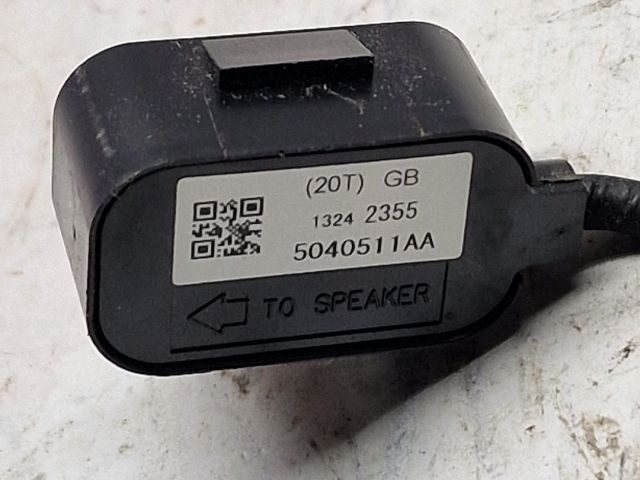 (20T) GB
1324 2355
5040511AA
TO SPEAKER